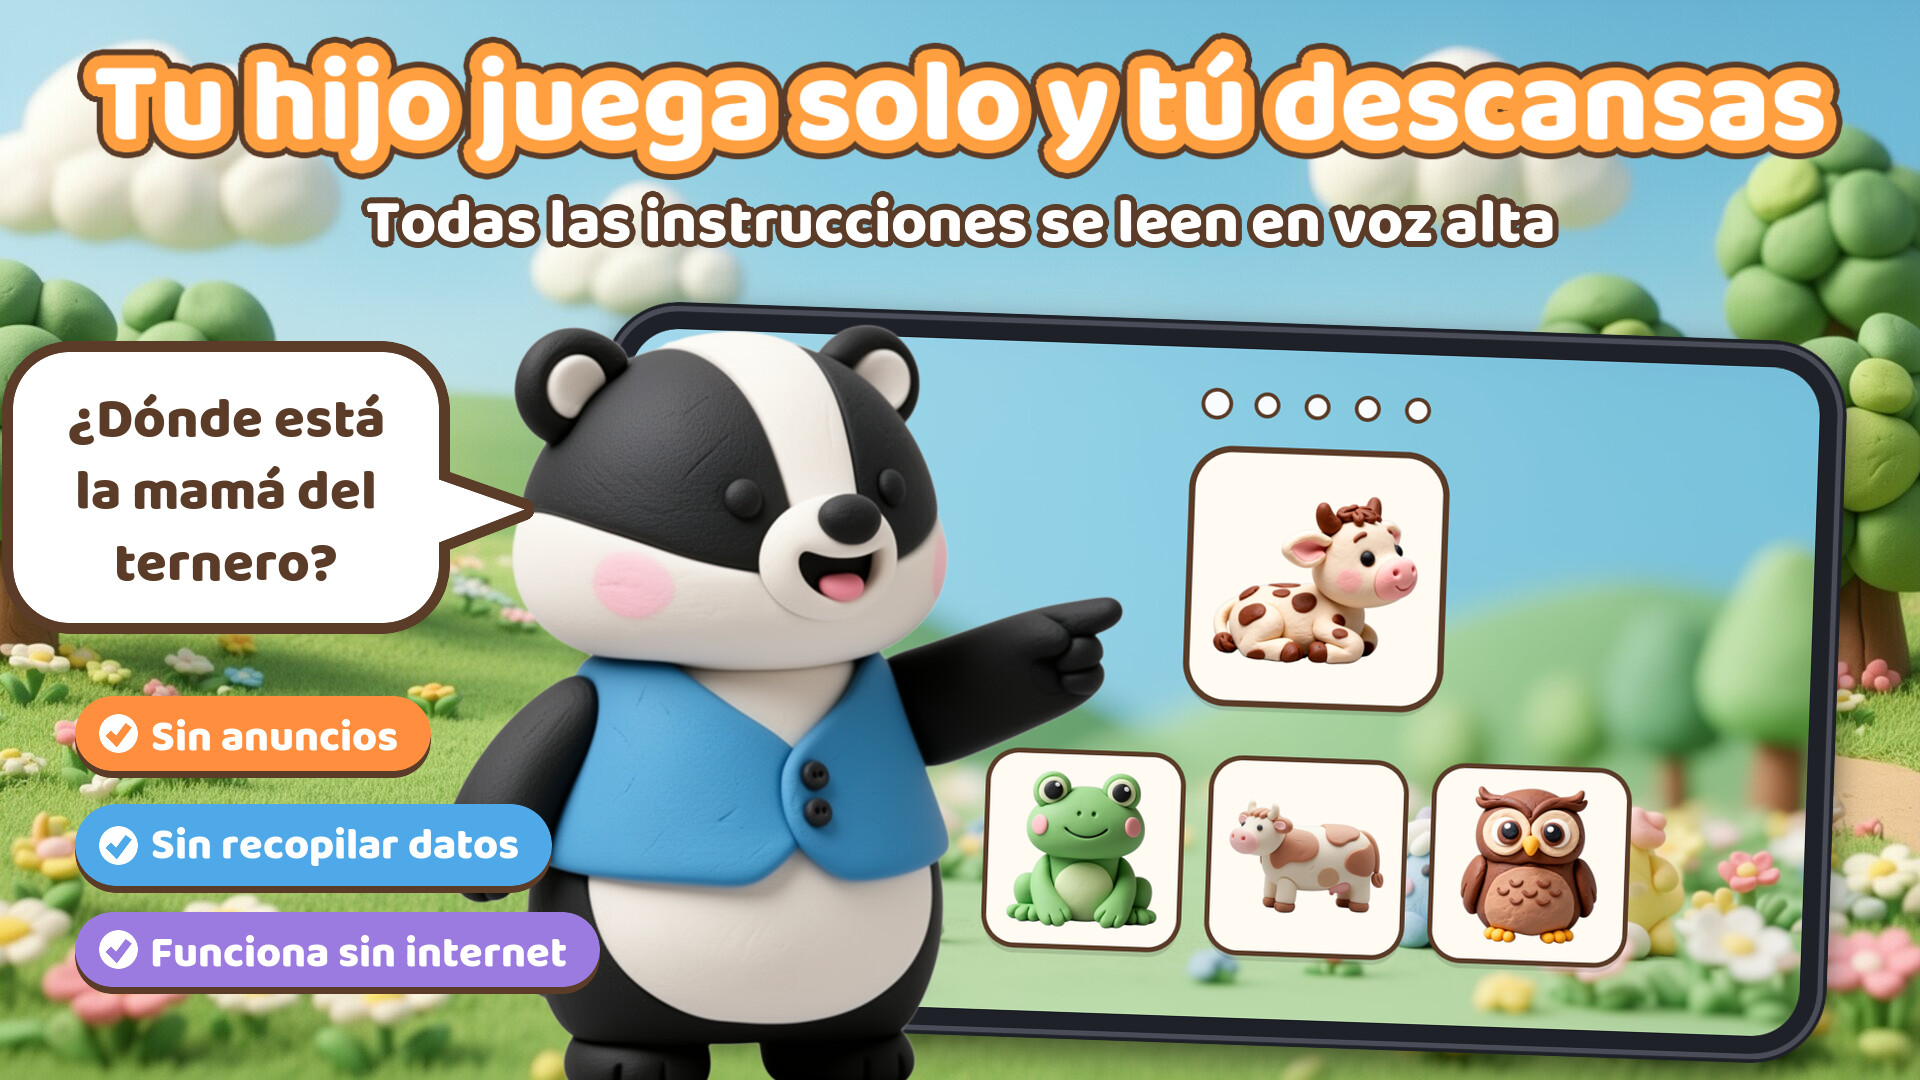 Tu hijo juega solo y tú descansas
Todas las instrucciones se leen en voz alta
¿Dónde está
la mamá del
ternero?
Sin anuncios
Sin recopilar datos
Funciona sin internet